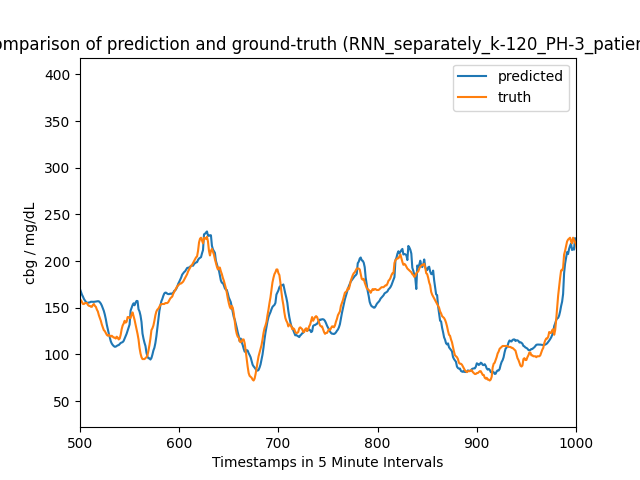 omparison of prediction and ground-truth (RNN_separately_k-120_PH-3_patien
predicted
truth
400
350
300
250
200
150
100
50
cbg / mg/dL
500
600
700
800
900
1000
Timestamps in 5 Minute Intervals